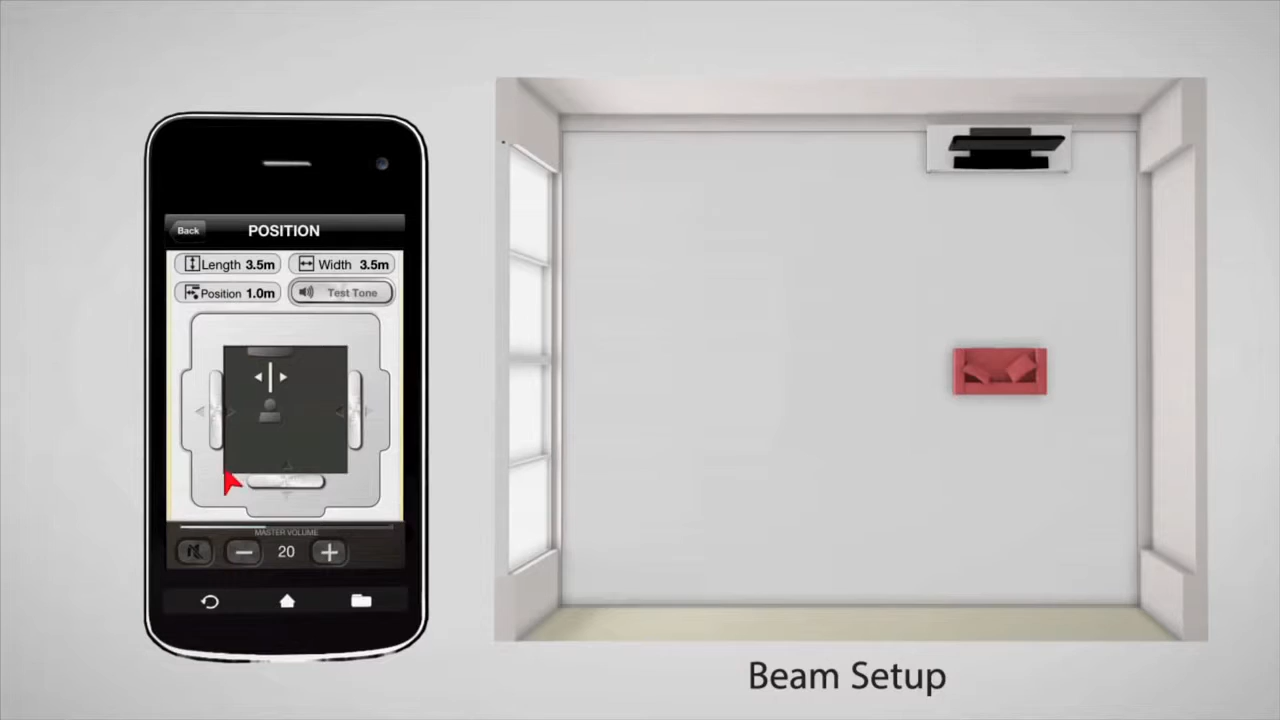 Back
POSITION
Length 3.5m
Width 3.5m
Position 1.0m
Test Tone
MASTER VOLUME
20
Beam Setup